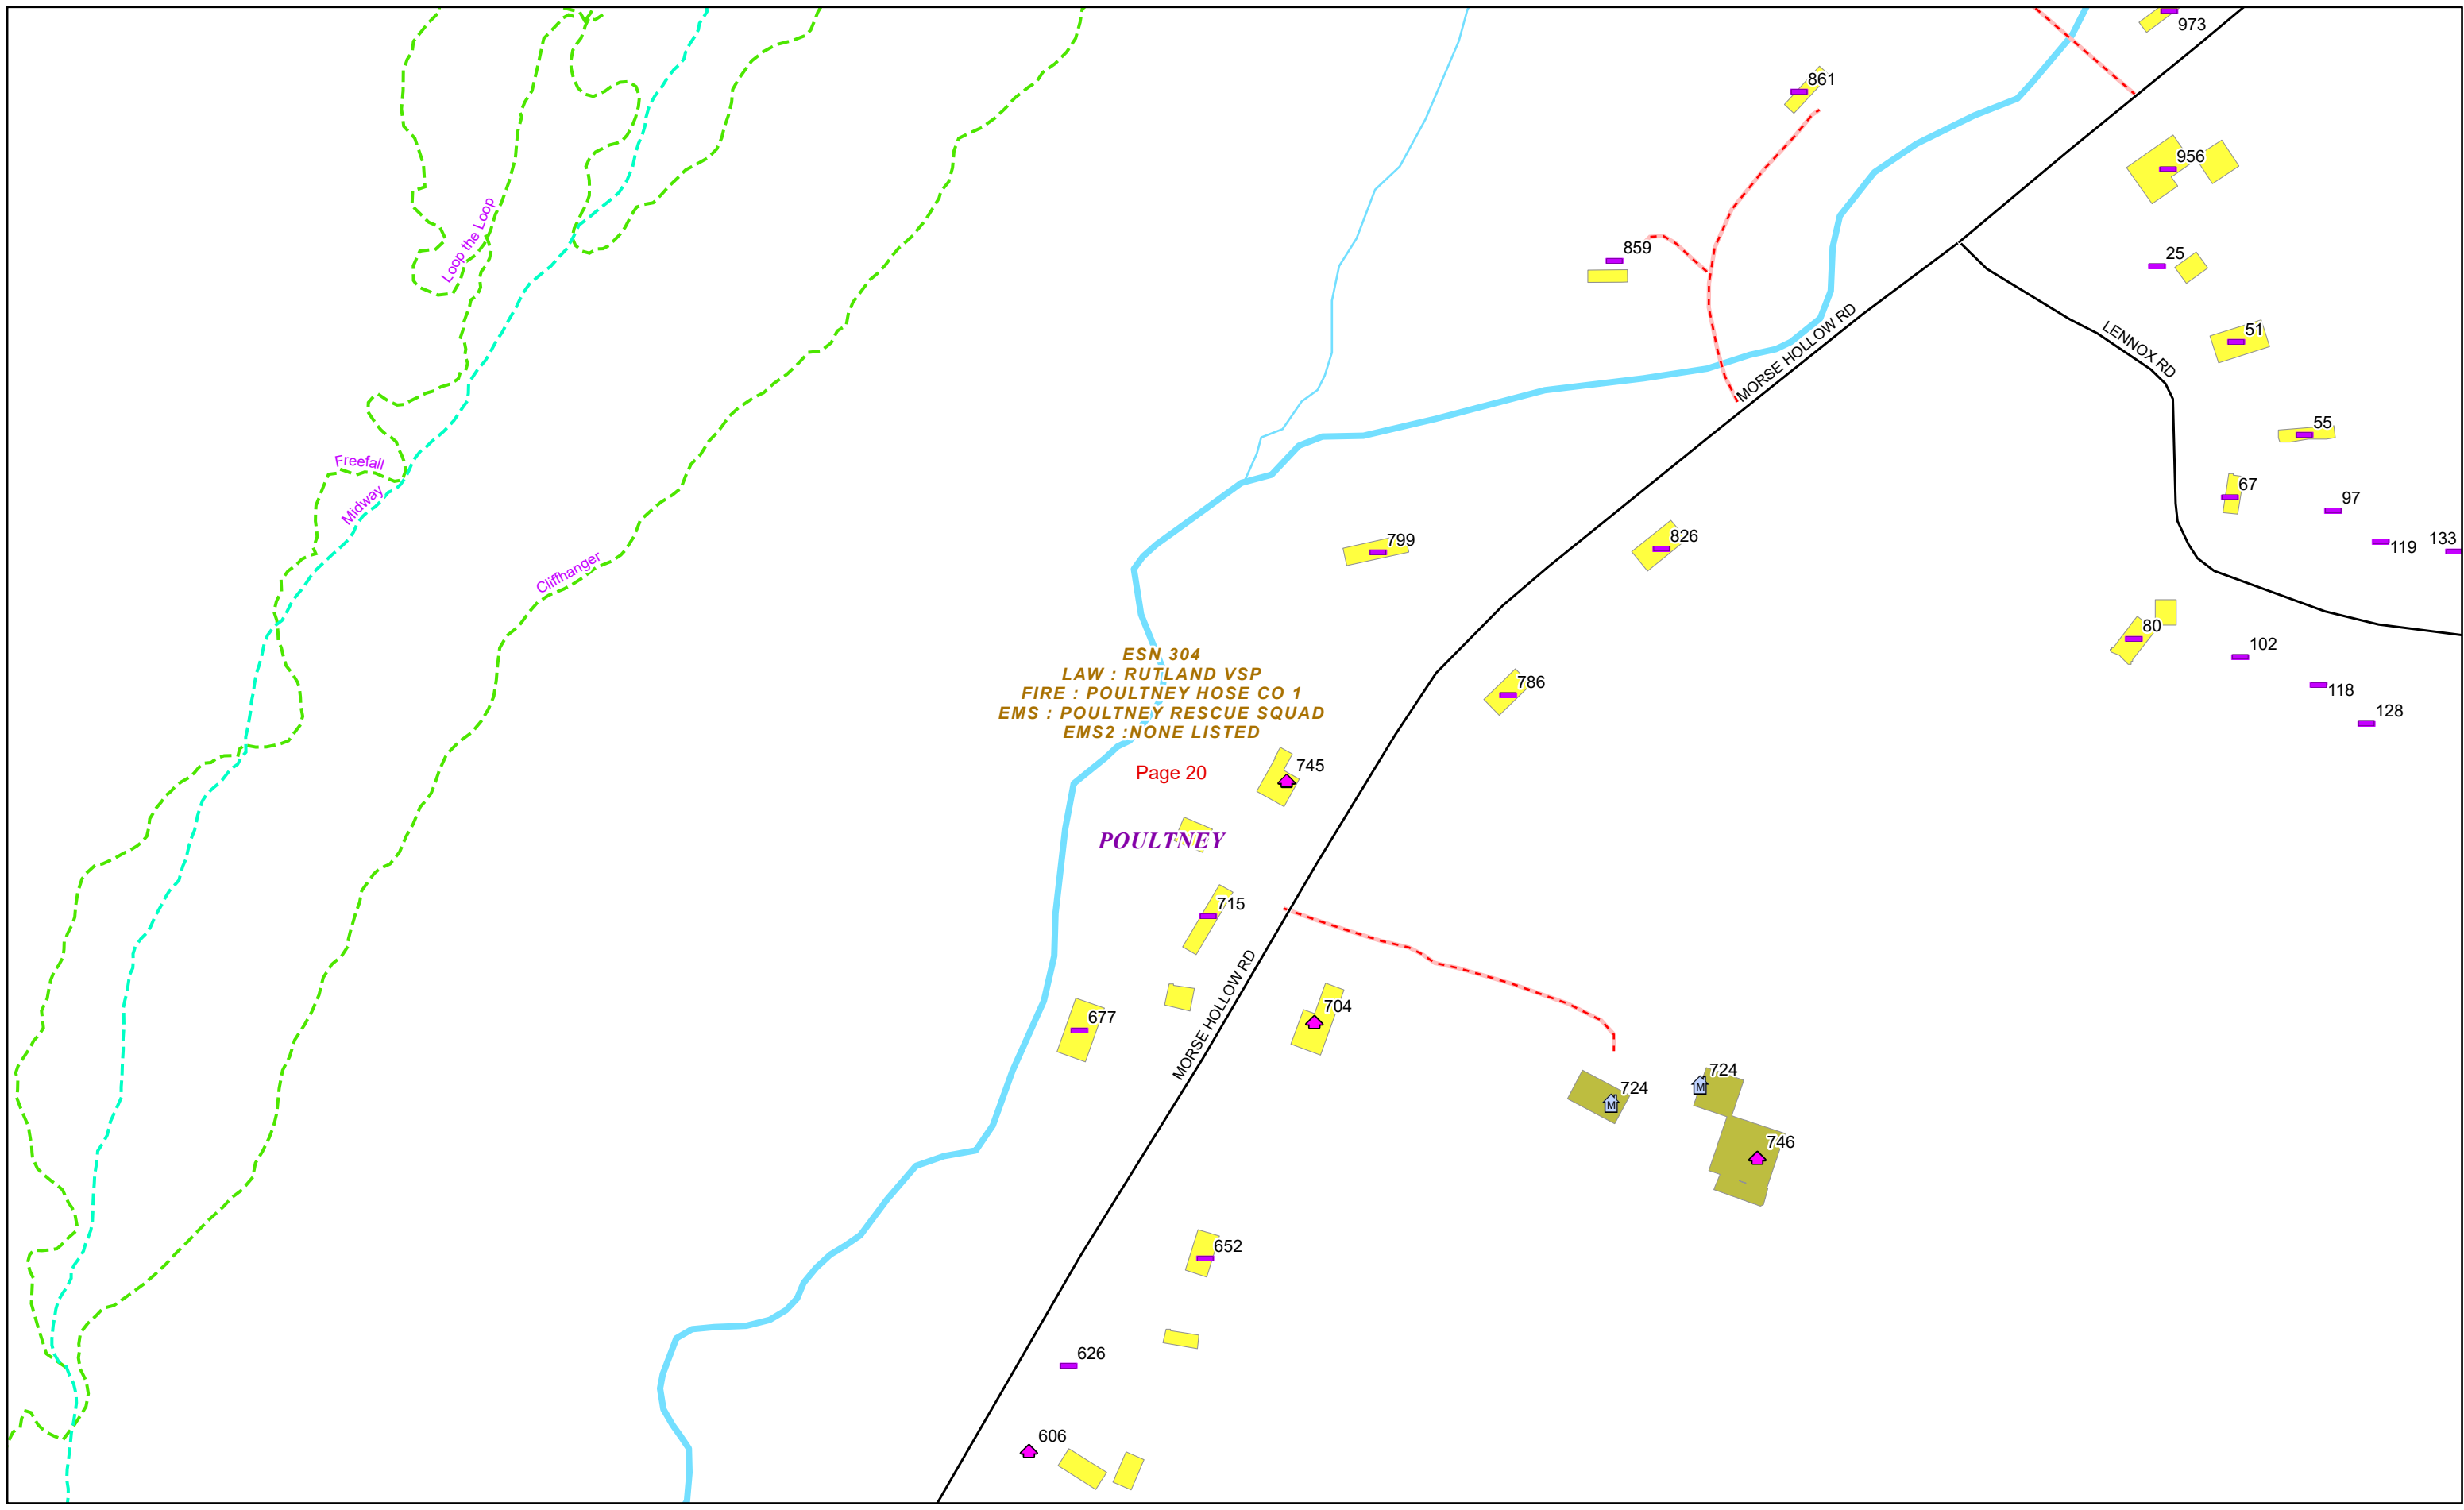 973
861
956
Loop the Loop
859
25
MORSE HOLLOW RD
LENNOX RD
51
55
Freefall
Midway
67
97
799
826
119
133
Cliffhanger
80
102
ESN 304
LAW : RUTLAND VSP
FIRE : POULTNEY HOSE CO 1
EMS : POULTNEY RESCUE SQUAD
EMS2 :NONE LISTED
786
118
128
Page 20
745
POULTNEY
715
MORSE HOLLOW RD
677
704
724
M
724
M
746
652
626
606